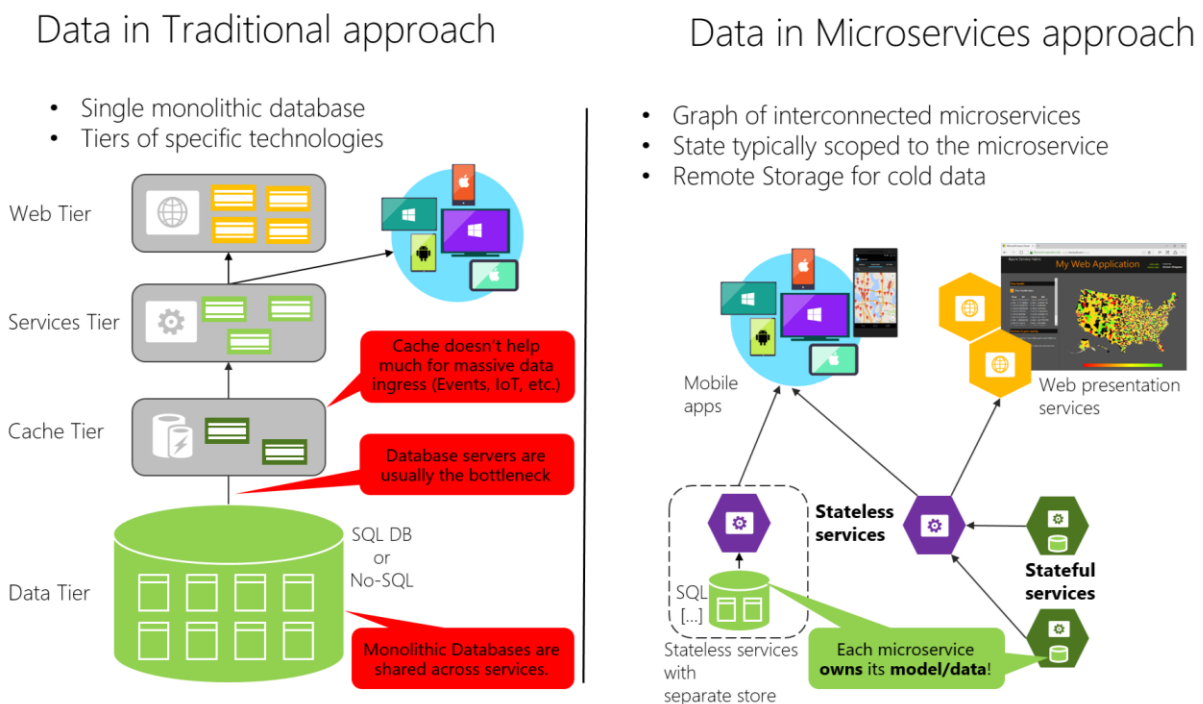 Data in Traditional approach
• Single monolithic database
• Tiers of specific technologies
Web Tier
Services Tier
Cache doesn't help
much for massive data
ingress (Events, IoT, etc.)
Cache Tier
Database servers are
usually the bottleneck
SQL DB
or
No-SQL
Data Tier
Monolithic Databases are
shared across services.
Data in Microservices approach
• Graph of interconnected microservices
• State typically scoped to the microservice
• Remote Storage for cold data
My Web Application
Mobile
apps
Web presentation
services
Stateless
services
SQL
[...]
Stateful
services
Stateless services
with
separate store
Each microservice
owns its model/data!